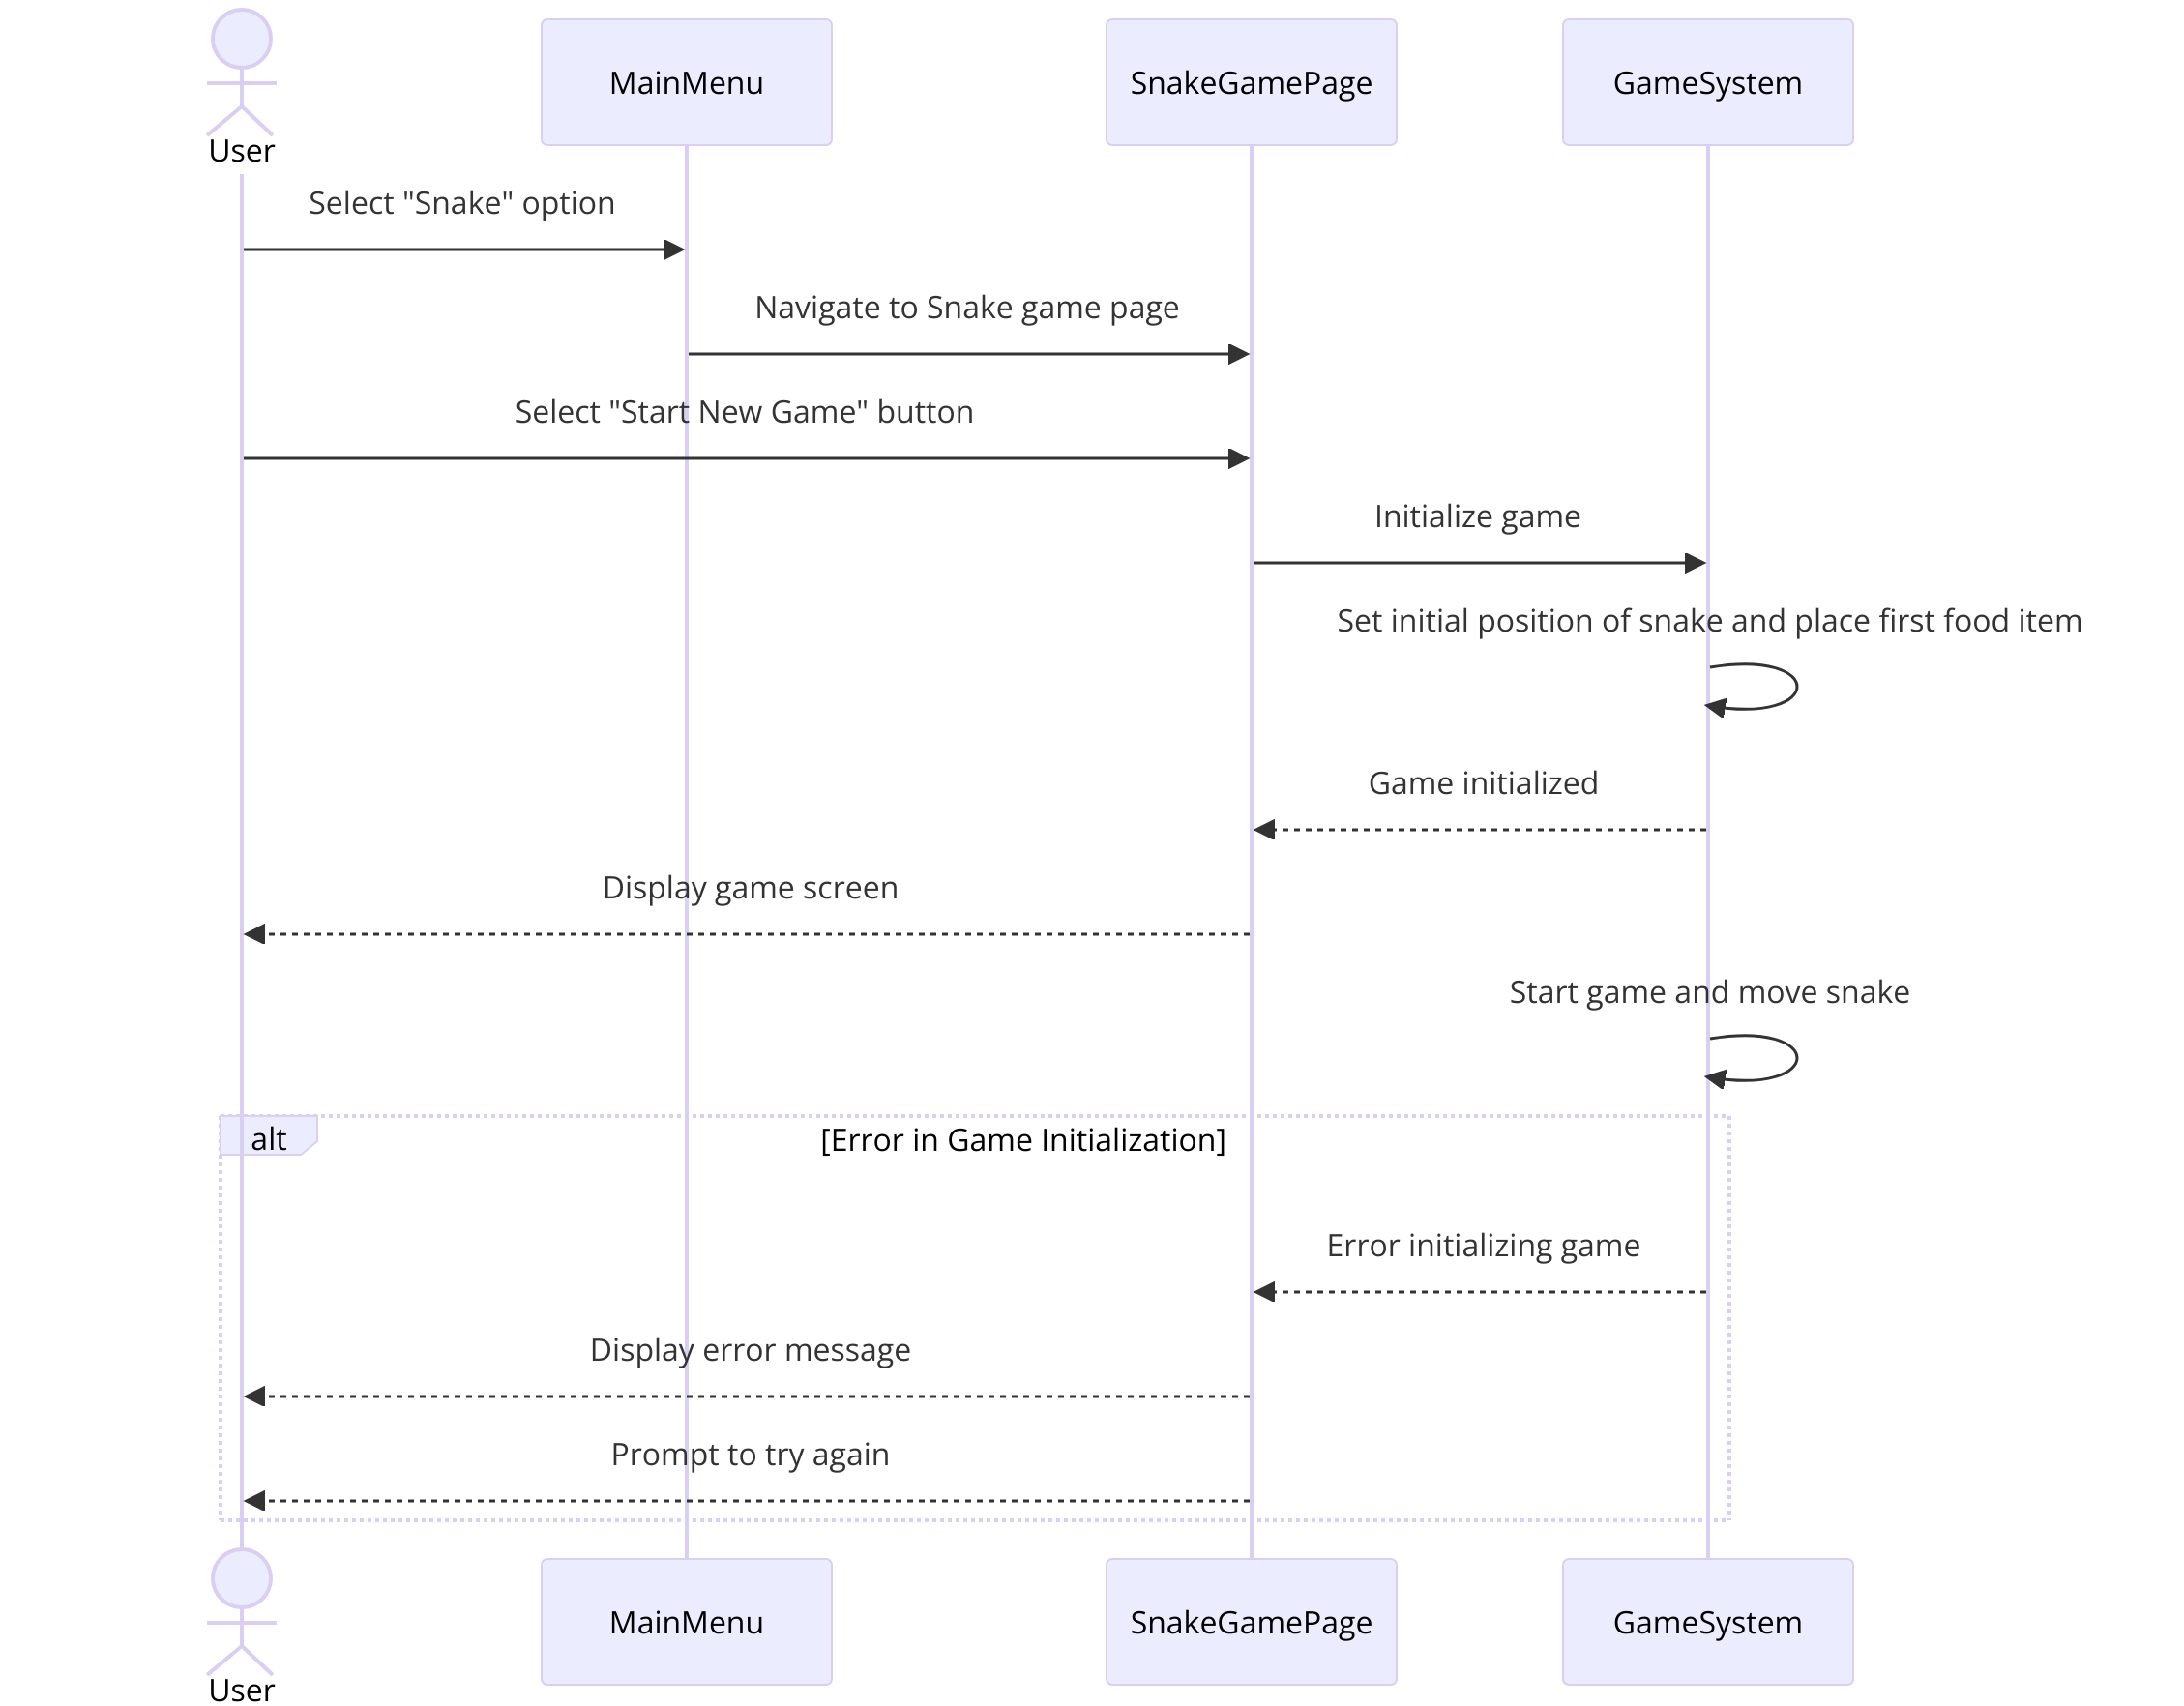 User
MainMenu
SnakeGamePage
GameSystem
Select "Snake" option
Navigate to Snake game page
Select "Start New Game" button
Initialize game
Set initial position of snake and place first food item
Game initialized
Display game screen
Start game and move snake
alt
[Error in Game Initialization]
Error initializing game
Display error message
Prompt to try again
User
MainMenu
SnakeGamePage
GameSystem